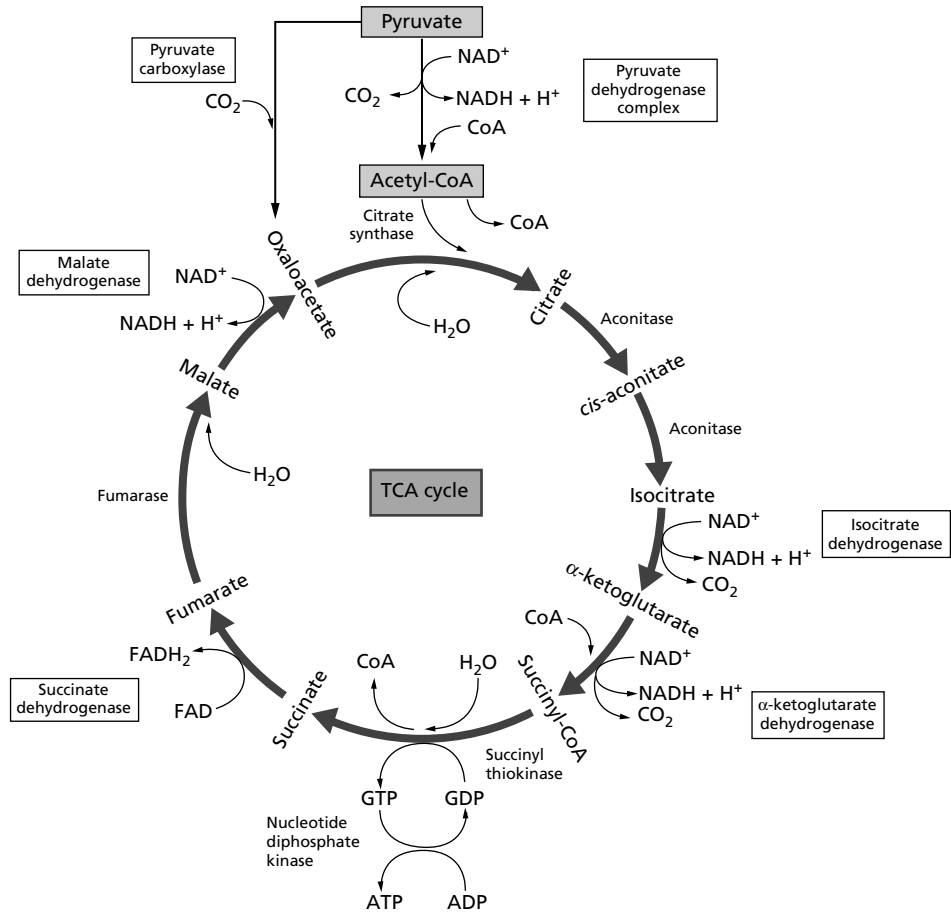 Pyruvate
Pyruvate
carboxylase
NAD⁺
Pyruvate
dehydrogenase
complex
CO₂
CO₂
NADH + H⁺
CoA
Acetyl-CoA
Citrate
synthase
CoA
Oxaloacetate
Malate
dehydrogenase
NAD⁺
NADH + H⁺
H₂O
Citrate
Aconitase
cis-aconitate
Malate
Aconitase
H₂O
TCA cycle
Fumarase
Isocitrate
NAD⁺
Isocitrate
dehydrogenase
NADH + H⁺
CO₂
α-ketoglutarate
Fumarate
CoA
FADH₂
CoA
H₂O
NAD⁺
Succinate
dehydrogenase
FAD
Succinate
Succinyl-CoA
NADH + H⁺
CO₂
α-ketoglutarate
dehydrogenase
Succinyl
thiokinase
GTP
GDP
Nucleotide
diphosphate
kinase
ATP
ADP